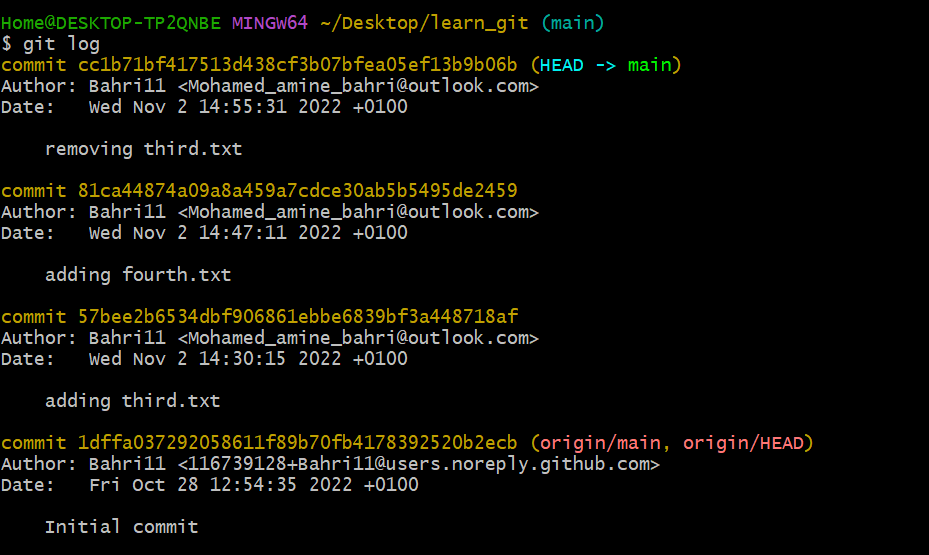 Home@DESKTOP-TP2QNBE MINGW64 ~/Desktop/learn_git (main)
$ git log
commit cc1b71bf417513d438cf3b07bfea05ef13b9b06b (HEAD -> main)
Author: Bahri11 <Mohamed_amine_bahri@outlook.com>
Date:   Wed Nov 2 14:55:31 2022 +0100
removing third.txt
commit 81ca44874a09a8a459a7cdce30ab5b5495de2459
Author: Bahri11 <Mohamed_amine_bahri@outlook.com>
Date:   Wed Nov 2 14:47:11 2022 +0100
adding fourth.txt
commit 57bee2b6534dbf906861ebbe6839bf3a448718af
Author: Bahri11 <Mohamed_amine_bahri@outlook.com>
Date:   Wed Nov 2 14:30:15 2022 +0100
adding third.txt
commit 1dffa037292058611f89b70fb4178392520b2ecb (origin/main, origin/HEAD)
Author: Bahri11 <116739128+Bahri11@users.noreply.github.com>
Date:   Fri Oct 28 12:54:35 2022 +0100
Initial commit